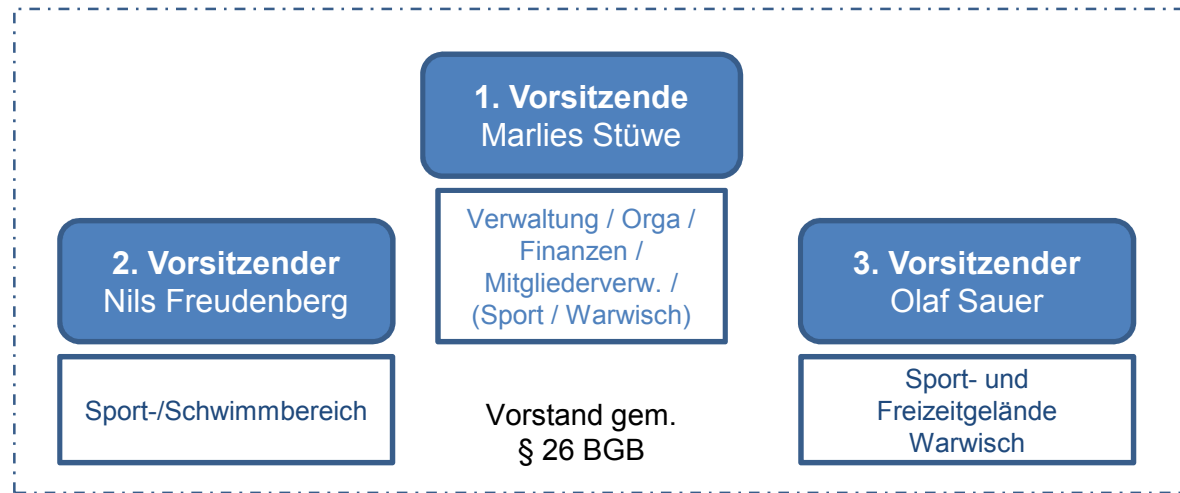 1. Vorsitzende
Marlies Stüwe
Verwaltung / Orga /
Finanzen /
Mitgliederverw. /
(Sport / Warwisch)
2. Vorsitzender
Nils Freudenberg
Sport-/Schwimmbereich
3. Vorsitzender
Olaf Sauer
Sport- und
Freizeitgelände
Warwisch
Vorstand gem.
§ 26 BGB